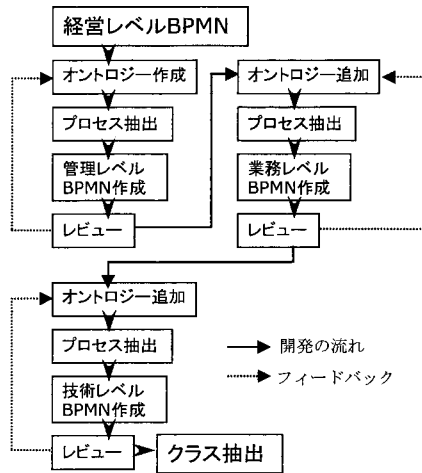 経営レベルBPMN
オントロジー作成
プロセス抽出
管理レベル
BPMN作成
レビュー
オントロジー追加
プロセス抽出
業務レベル
BPMN作成
レビュー
オントロジー追加
プロセス抽出
技術レベル
BPMN作成
レビュー
クラス抽出
開発の流れ
フィードバック